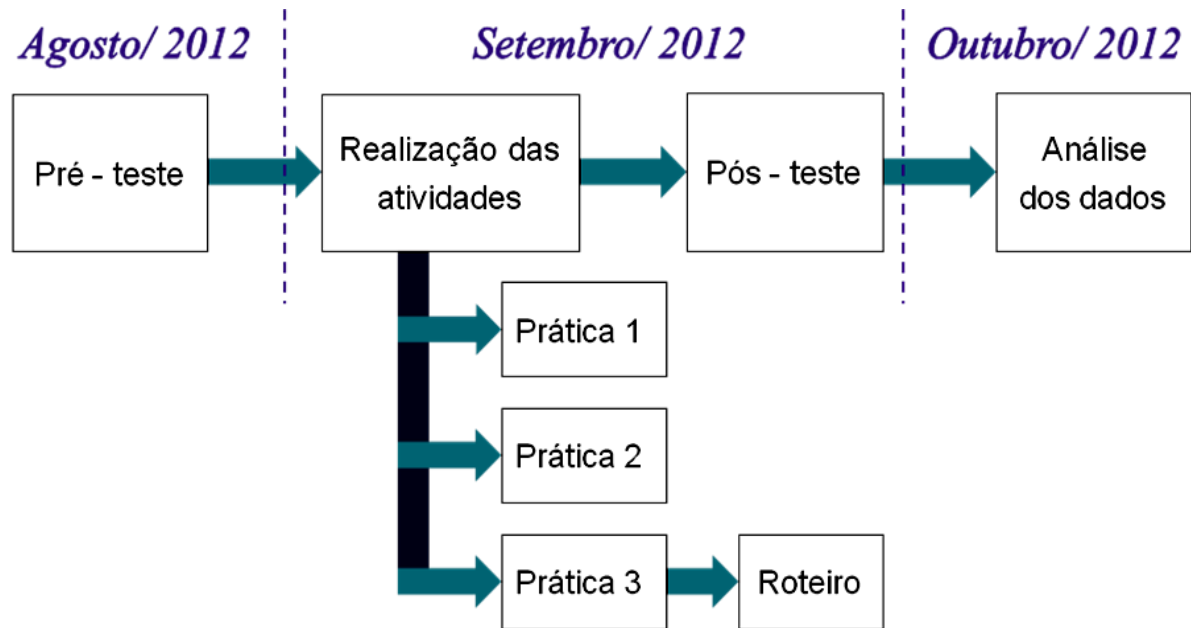 Agosto/ 2012
Setembro/ 2012
Outubro/ 2012
Pré - teste
Realização das
atividades
Pós - teste
Análise
dos dados
Prática 1
Prática 2
Prática 3
Roteiro